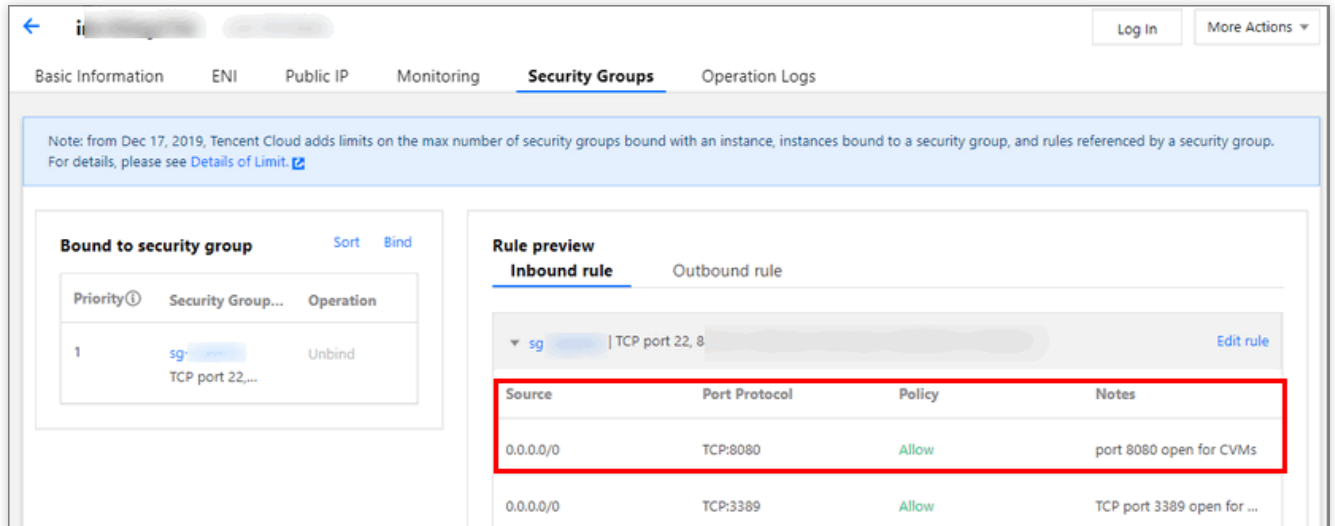 Log In
More Actions
Basic Information ENI Public IP Monitoring Security Groups Operation Logs
Note: from Dec 17, 2019, Tencent Cloud adds limits on the max number of security groups bound with an instance, instances bound to a security group, and rules referenced by a security group.
For details, please see Details of Limit.
Bound to security group Sort Bind
Priority Security Group... Operation
1 sg- Unbind
TCP port 22,...
Rule preview
Inbound rule Outbound rule
sg | TCP port 22, 8 Edit rule
Source Port Protocol Policy Notes
0.0.0.0/0 TCP:8080 Allow port 8080 open for CVMs
0.0.0.0/0 TCP:3389 Allow TCP port 3389 open for ...